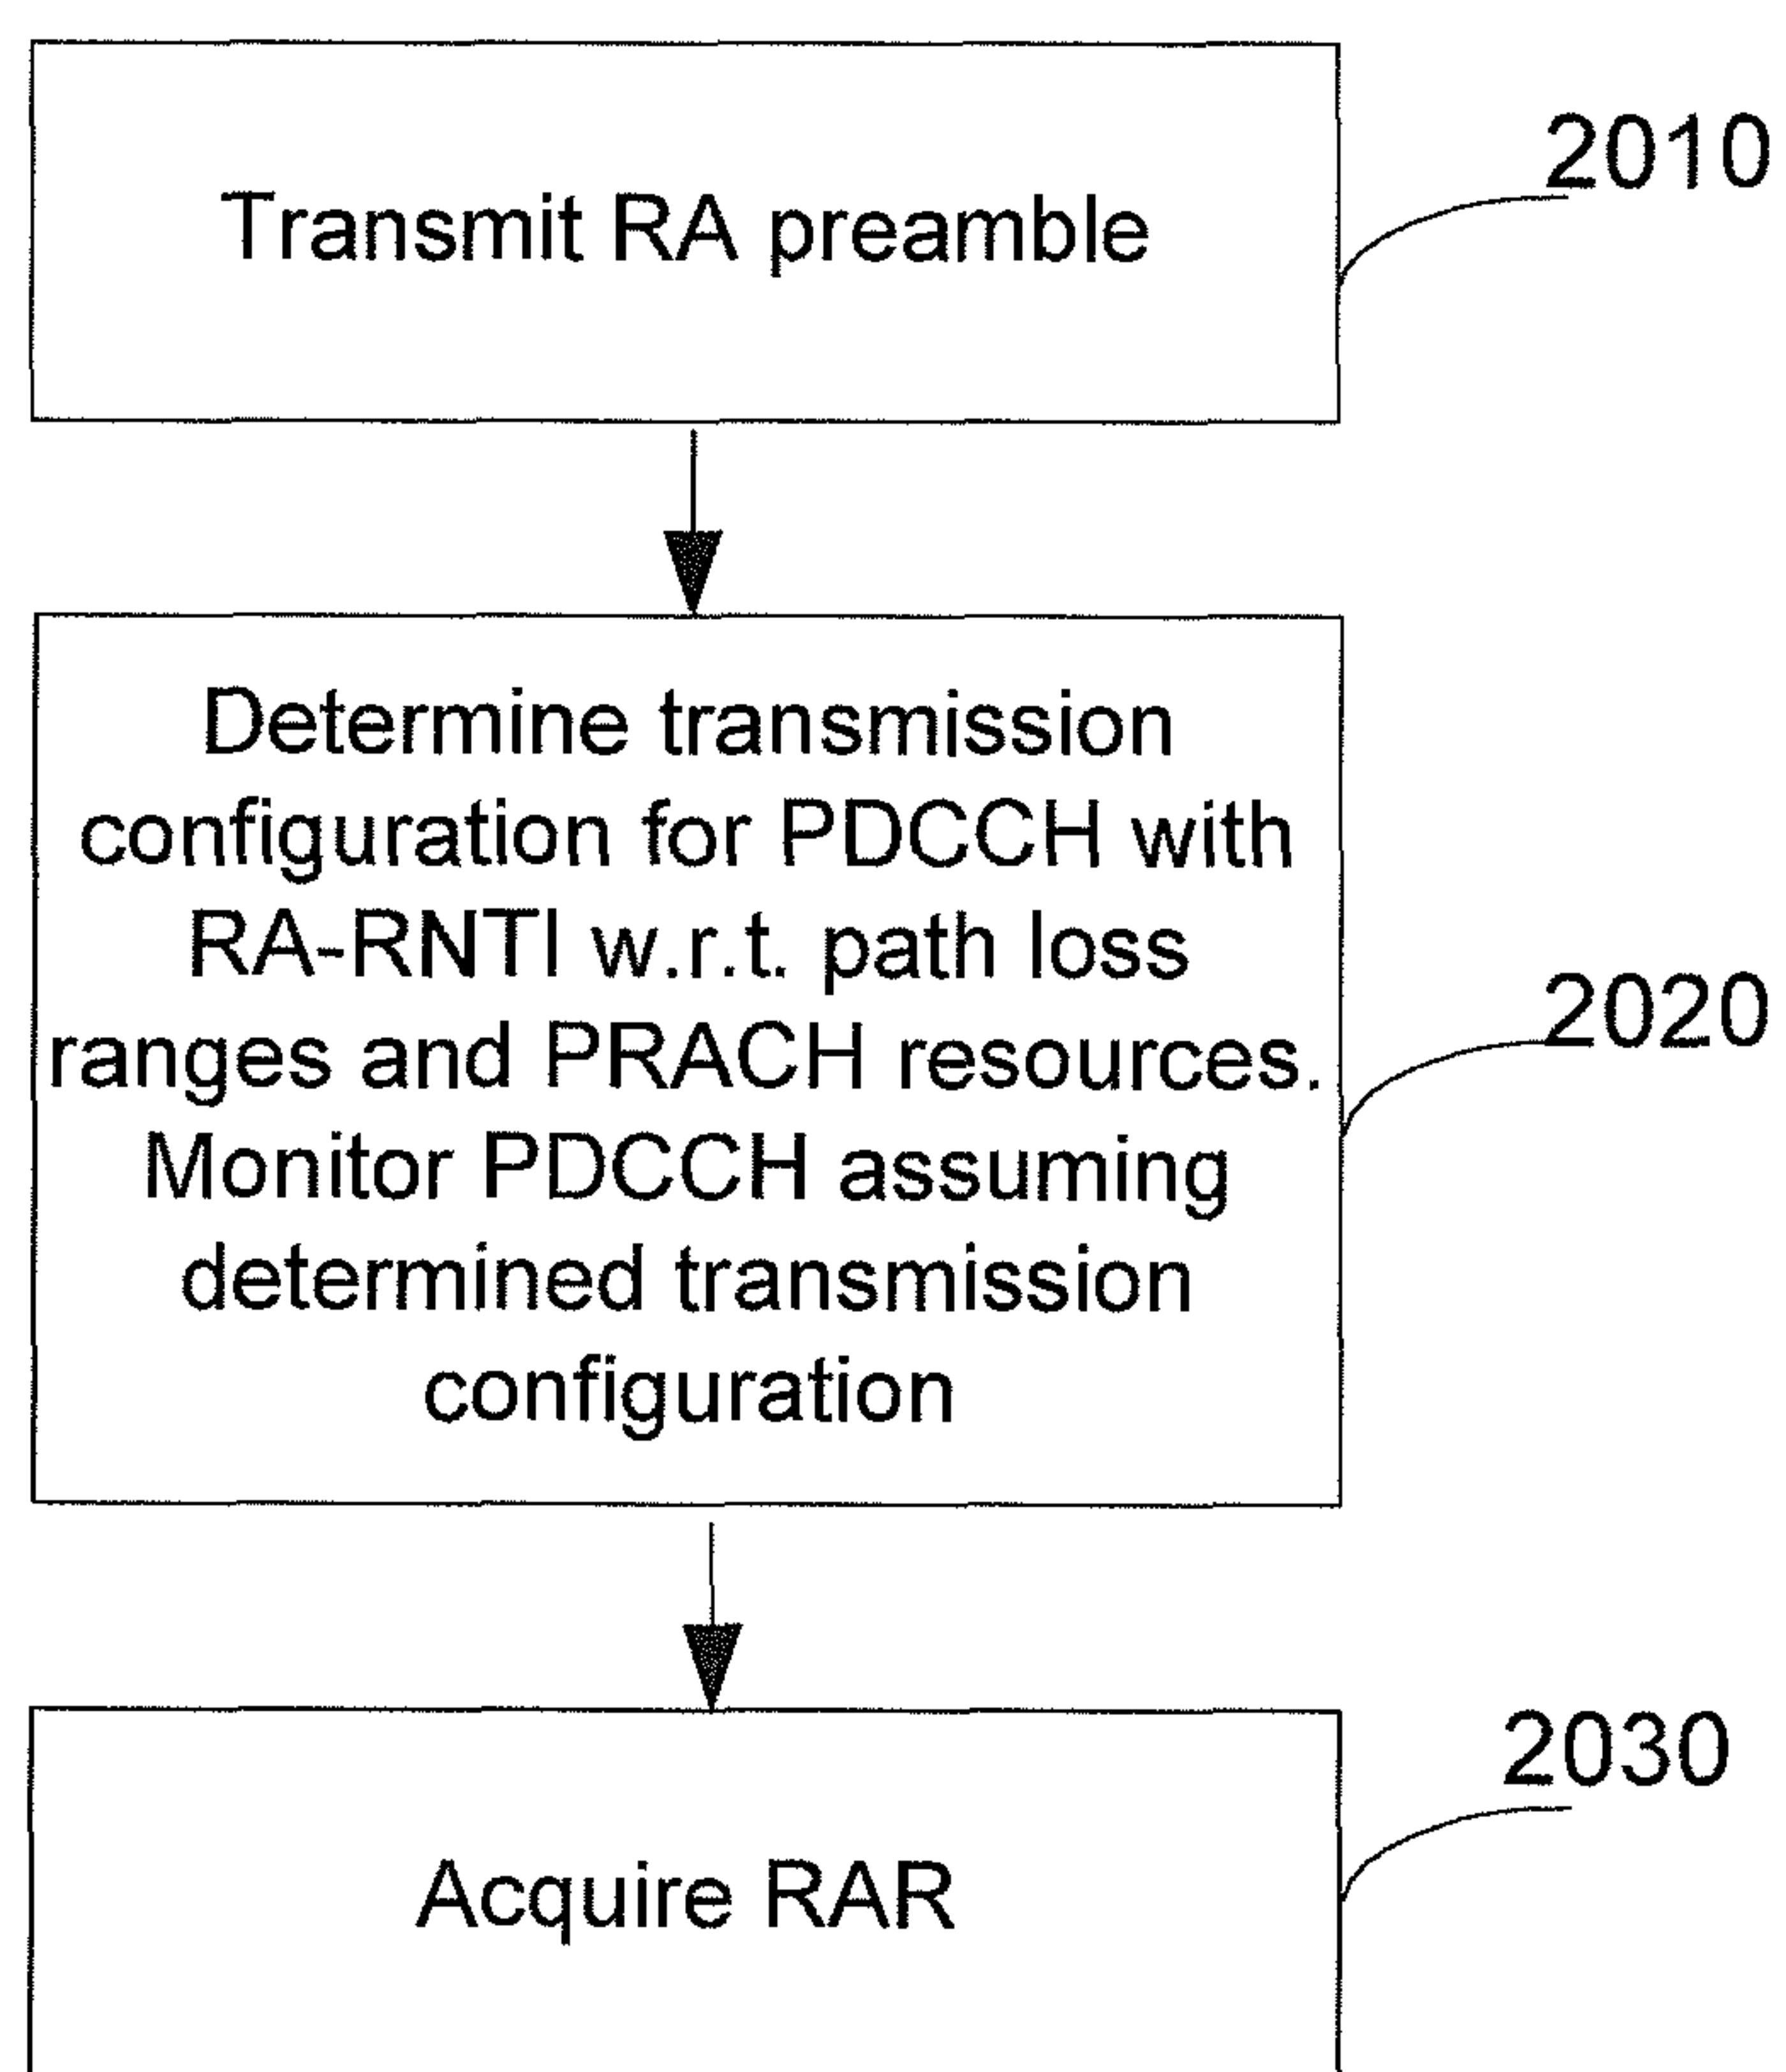 2010
Transmit RA preamble
Determine transmission
configuration for PDCCH with
RA-RNTI w.r.t. path loss
ranges and PRACH resources.
Monitor PDCCH assuming
determined transmission
configuration
2020
2030
Acquire RAR